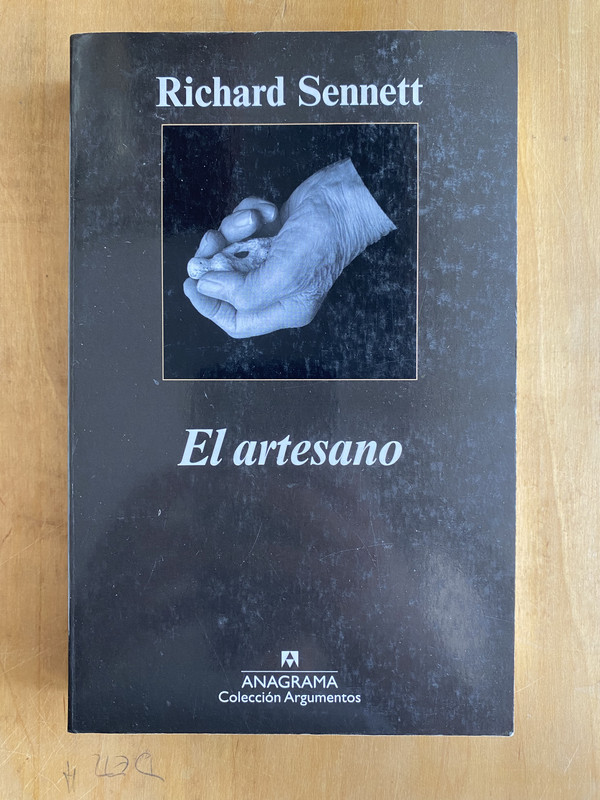 Richard Sennett
El artesano
ANAGRAMA
Colección Argumentos